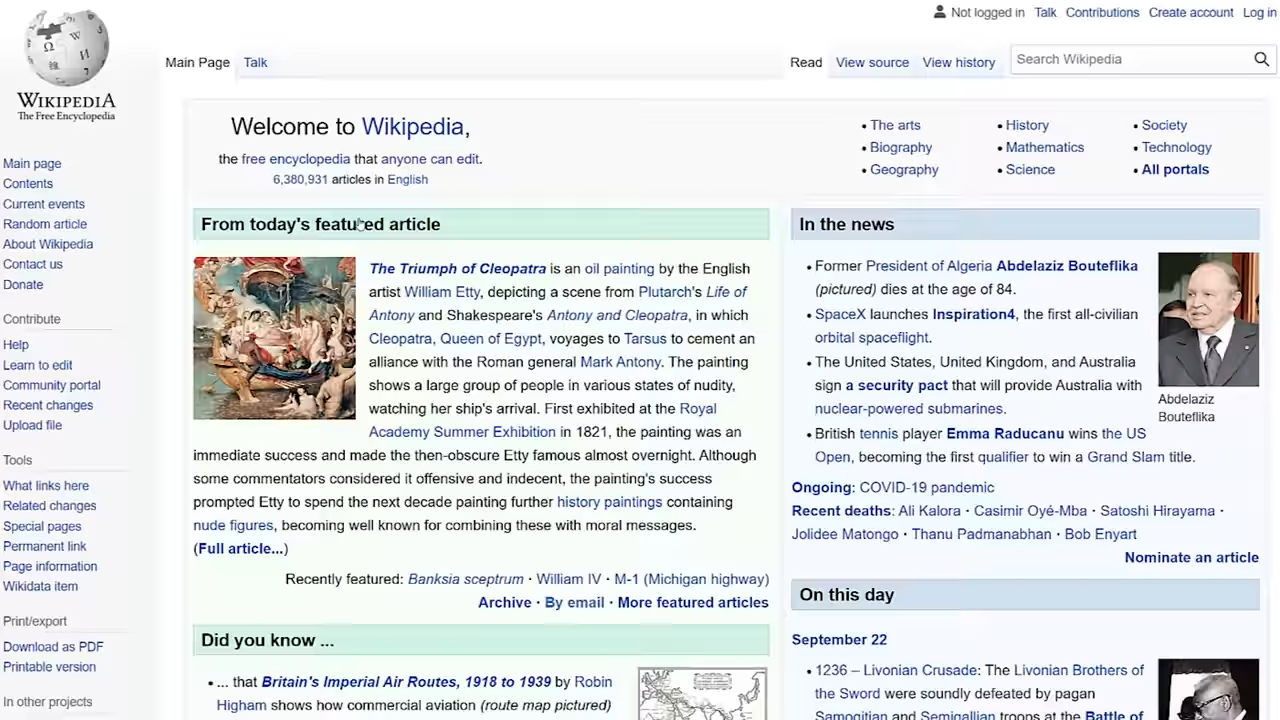 Not logged in Talk Contributions Create account Log in
WIKIPEDIA
The Free Encyclopedia
Main Page Talk
Read View source View history
Search Wikipedia
Main page
Contents
Current events
Random article
About Wikipedia
Contact us
Donate
Contribute
Help
Learn to edit
Community portal
Recent changes
Upload file
Tools
What links here
Related changes
Special pages
Permanent link
Page information
Wikidata item
Print/export
Download as PDF
Printable version
In other projects
Welcome to Wikipedia,
the free encyclopedia that anyone can edit.
6,380,931 articles in English
• The arts
• Biography
• Geography
• History
• Mathematics
• Science
• Society
• Technology
• All portals
From today's featured article
The Triumph of Cleopatra is an oil painting by the English
artist William Etty, depicting a scene from Plutarch's Life of
Antony and Shakespeare's Antony and Cleopatra, in which
Cleopatra, Queen of Egypt, voyages to Tarsus to cement an
alliance with the Roman general Mark Antony. The painting
shows a large group of people in various states of nudity,
watching her ship's arrival. First exhibited at the Royal
Academy Summer Exhibition in 1821, the painting was an
immediate success and made the then-obscure Etty famous almost overnight. Although
some commentators considered it offensive and indecent, the painting's success
prompted Etty to spend the next decade painting further history paintings containing
nude figures, becoming well known for combining these with moral messages.
(Full article...)
Recently featured: Banksia sceptrum · William IV · M-1 (Michigan highway)
Archive · By email · More featured articles
Did you know ...
• ... that Britain's Imperial Air Routes, 1918 to 1939 by Robin
Higham shows how commercial aviation (route map pictured)
In the news
• Former President of Algeria Abdelaziz Bouteflika
(pictured) dies at the age of 84.
• SpaceX launches Inspiration4, the first all-civilian
orbital spaceflight.
• The United States, United Kingdom, and Australia
sign a security pact that will provide Australia with
nuclear-powered submarines.
• British tennis player Emma Raducanu wins the US
Open, becoming the first qualifier to win a Grand Slam title.
Abdelaziz
Bouteflika
Ongoing: COVID-19 pandemic
Recent deaths: Ali Kalora · Casimir Oyé-Mba · Satoshi Hirayama ·
Jolidee Matongo · Thanu Padmanabhan · Bob Enyart
Nominate an article
On this day
September 22
• 1236 – Livonian Crusade: The Livonian Brothers of
the Sword were soundly defeated by pagan
Samogitian and Semigallian troops at the Battle of